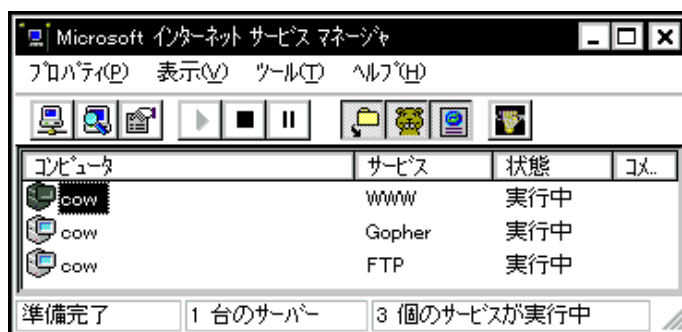 Microsoft インターネット サービス マネージャ
プロパティ(P) 表示(V) ツール(T) ヘルプ(H)
コンピュータ サービス 状態 コメ..
cow WWW 実行中
cow Gopher 実行中
cow FTP 実行中
準備完了 1 台のサーバー 3 個のサービスが実行中